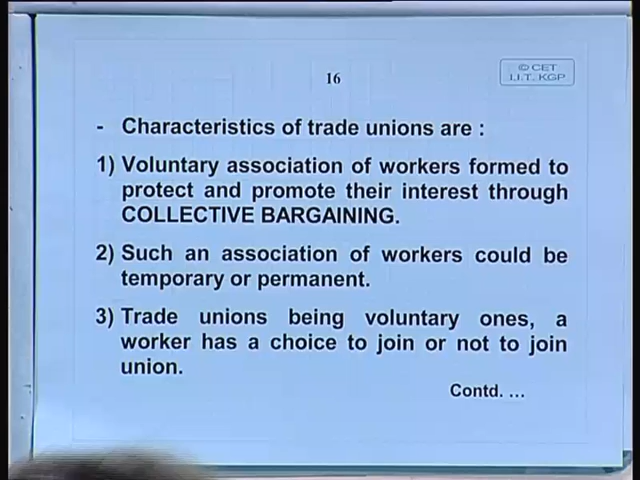 16
© CET
I.I.T. KGP
- Characteristics of trade unions are :
1) Voluntary association of workers formed to
protect and promote their interest through
COLLECTIVE BARGAINING.
2) Such an association of workers could be
temporary or permanent.
3) Trade unions being voluntary ones, a
worker has a choice to join or not to join
union.
Contd. ...